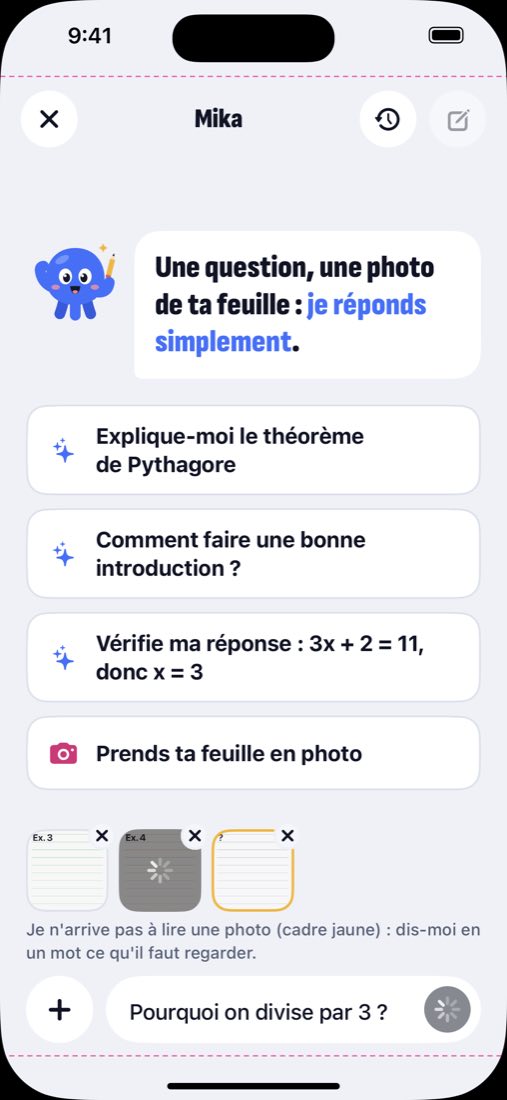 9:41
Mika
Une question, une photo
de ta feuille : je réponds
simplement.
Explique-moi le théorème
de Pythagore
Comment faire une bonne
introduction ?
Vérifie ma réponse : 3x + 2 = 11,
donc x = 3
Prends ta feuille en photo
Ex. 3
Ex. 4
?
Je n'arrive pas à lire une photo (cadre jaune) : dis-moi en
un mot ce qu'il faut regarder.
Pourquoi on divise par 3 ?